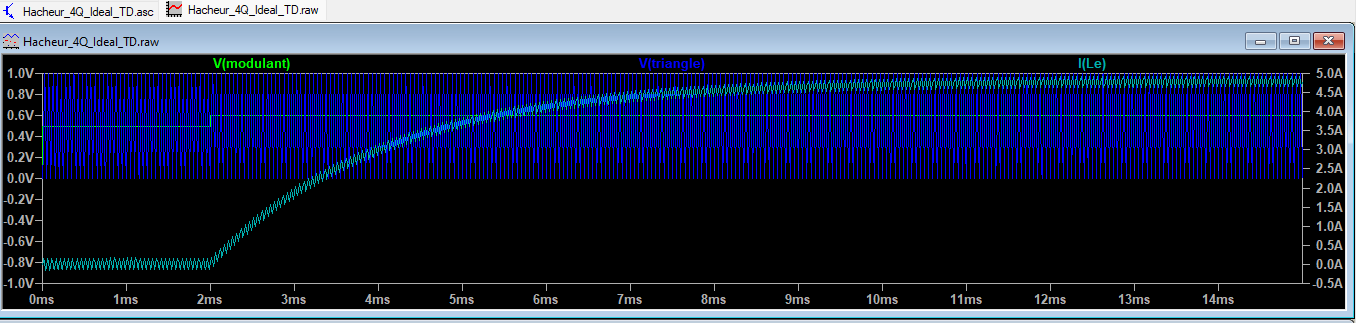 Hacheur_4Q_Ideal_TD.asc Hacheur_4Q_Ideal_TD.raw
Hacheur_4Q_Ideal_TD.raw
V(modulant) V(triangle) I(Le)
1.0V 5.0A
0.8V 4.5A
0.6V 4.0A
0.4V 3.5A
0.2V 3.0A
0.0V 2.5A
-0.2V 2.0A
-0.4V 1.5A
-0.6V 1.0A
0.5A
-0.8V 0.0A
-1.0V -0.5A
0ms 1ms 2ms 3ms 4ms 5ms 6ms 7ms 8ms 9ms 10ms 11ms 12ms 13ms 14ms